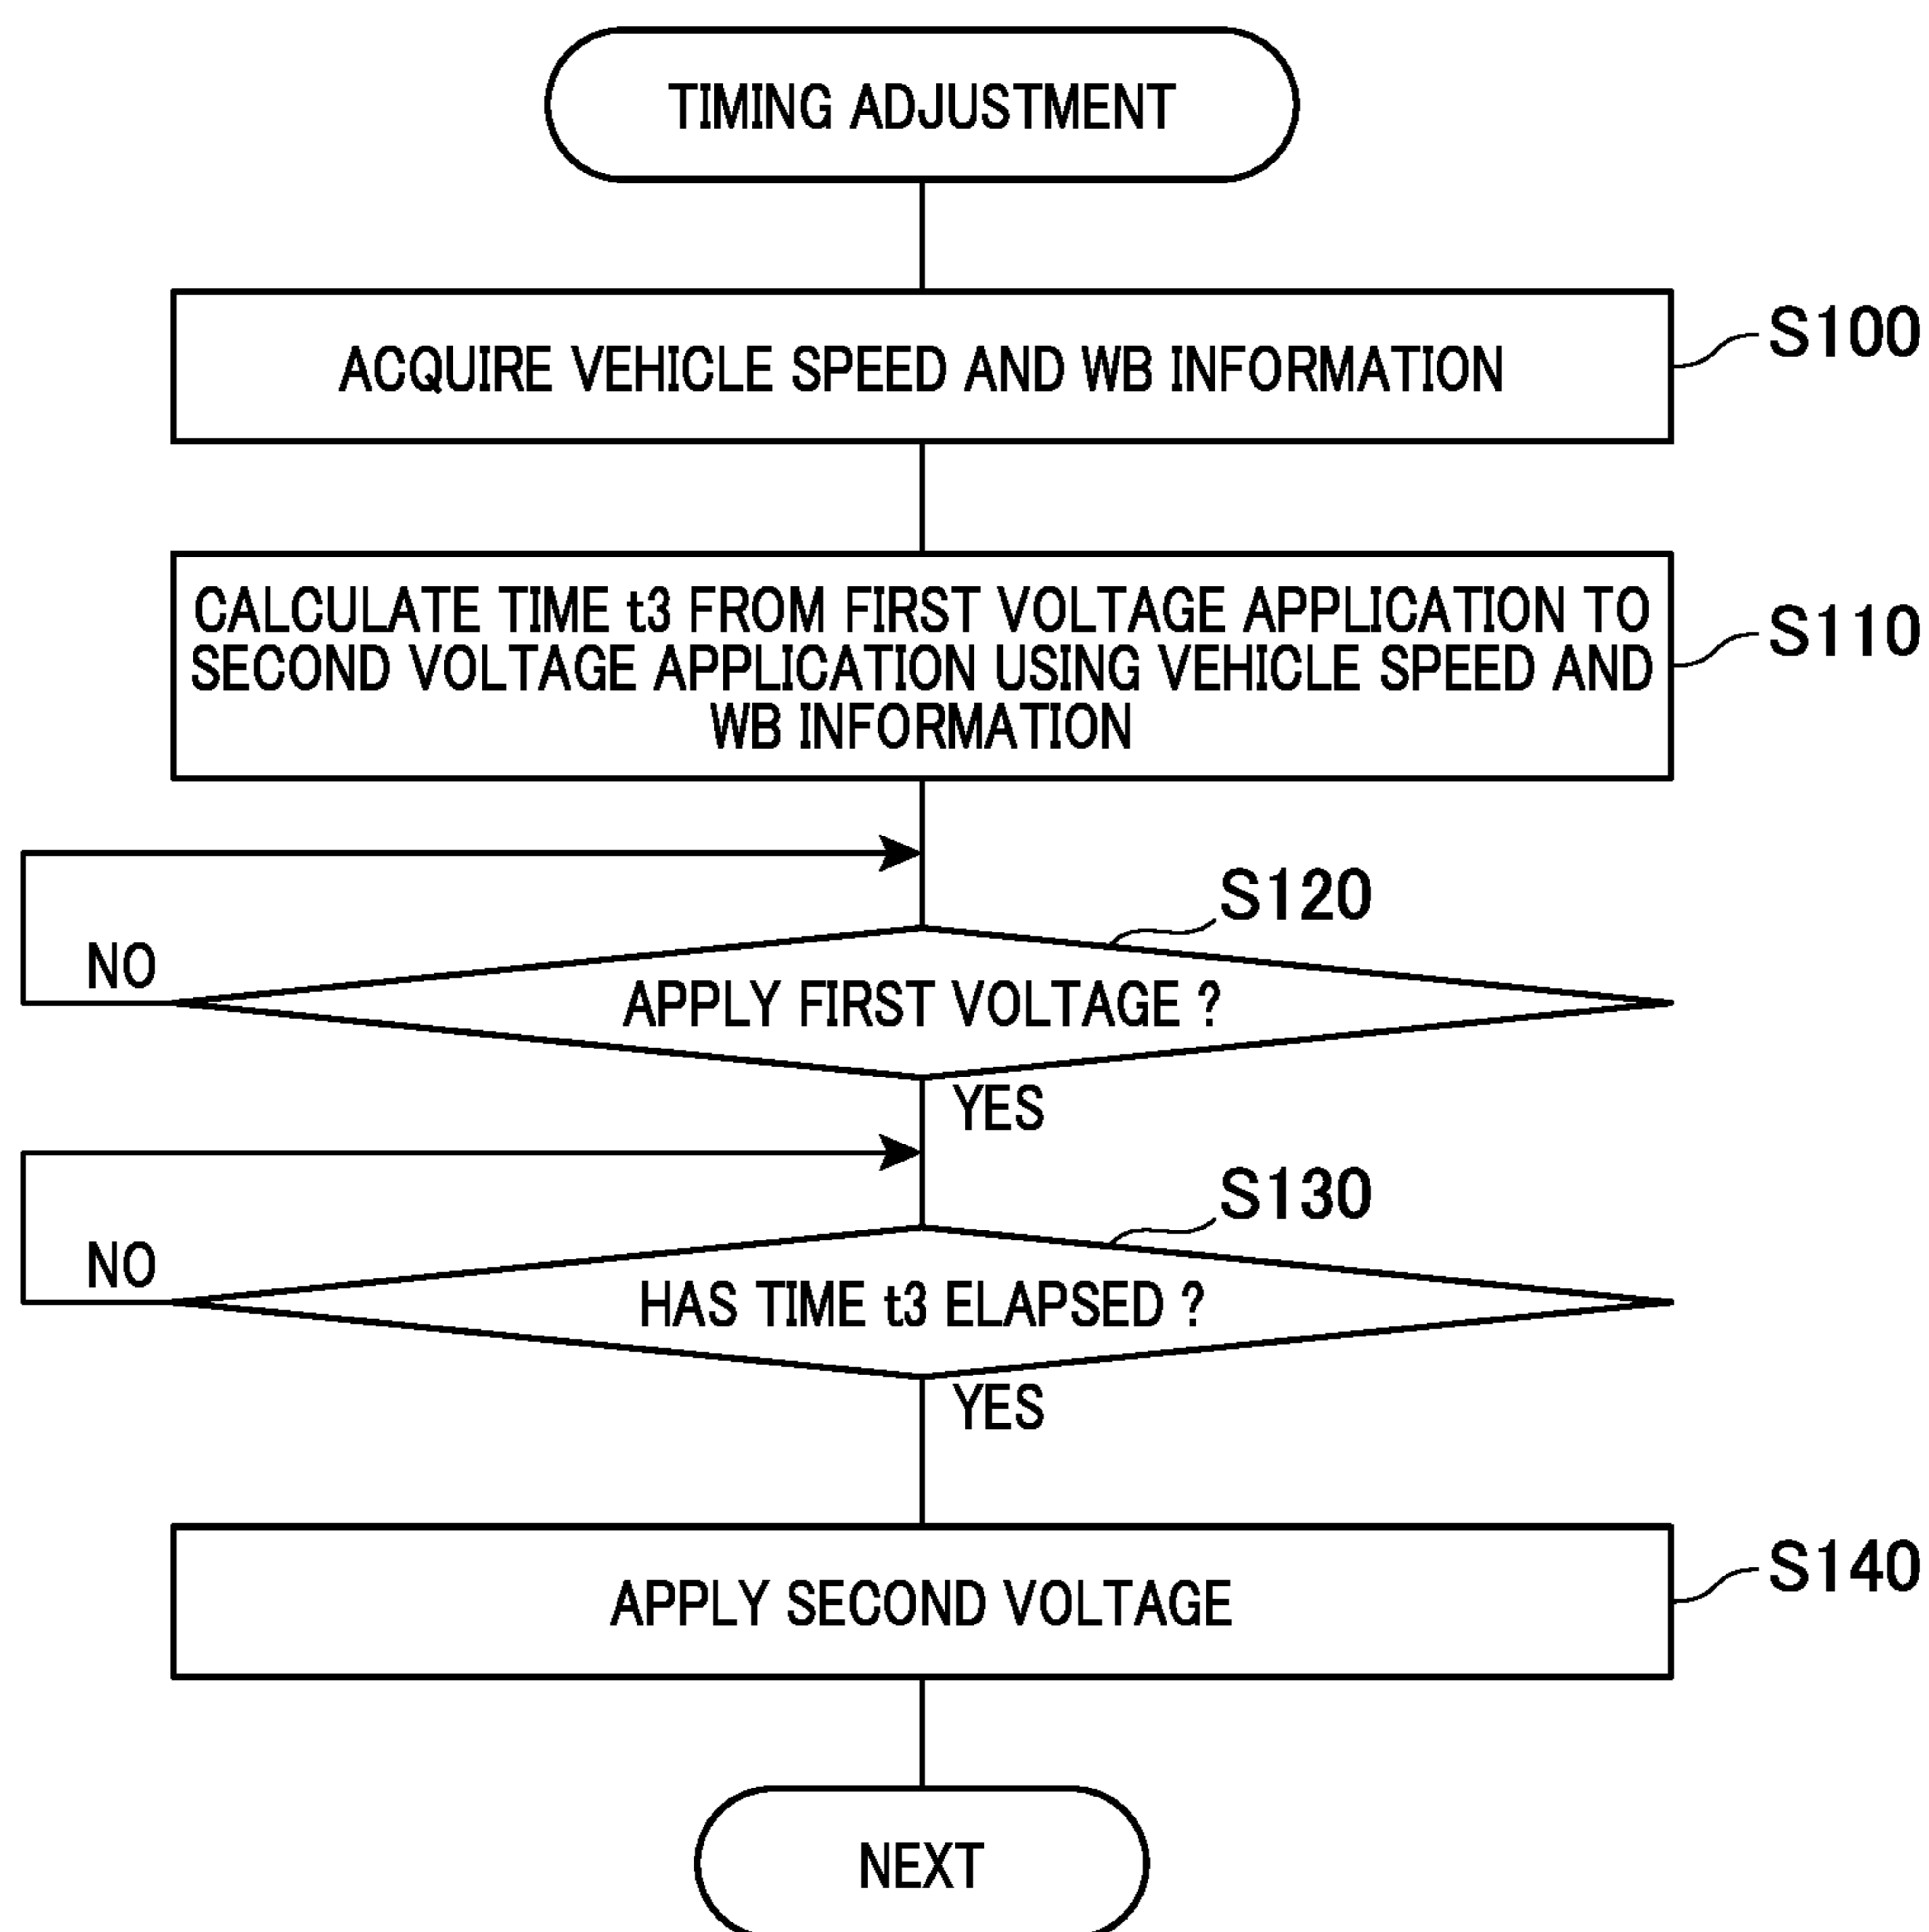 TIMING ADJUSTMENT
ACQUIRE VEHICLE SPEED AND WB INFORMATION
S100
CALCULATE TIME t3 FROM FIRST VOLTAGE APPLICATION TO
SECOND VOLTAGE APPLICATION USING VEHICLE SPEED AND
WB INFORMATION
S110
S120
NO
APPLY FIRST VOLTAGE ?
YES
S130
NO
HAS TIME t3 ELAPSED ?
YES
APPLY SECOND VOLTAGE
S140
NEXT